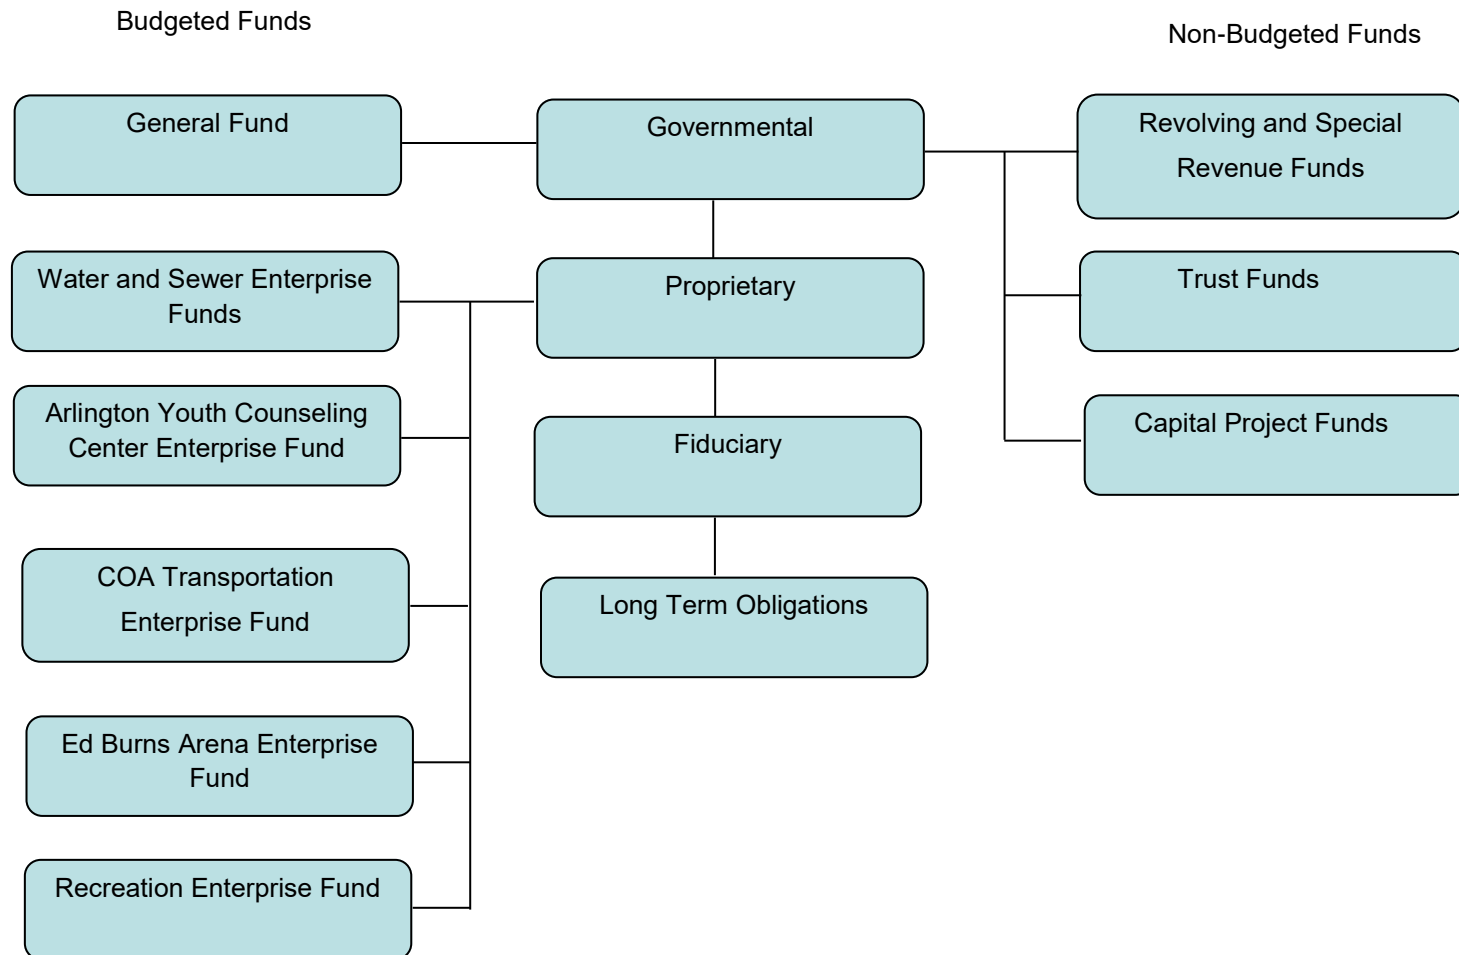 Budgeted Funds
Non-Budgeted Funds
General Fund
Governmental
Revolving and Special
Revenue Funds
Water and Sewer Enterprise
Funds
Proprietary
Trust Funds
Arlington Youth Counseling
Center Enterprise Fund
Fiduciary
Capital Project Funds
COA Transportation
Enterprise Fund
Long Term Obligations
Ed Burns Arena Enterprise
Fund
Recreation Enterprise Fund